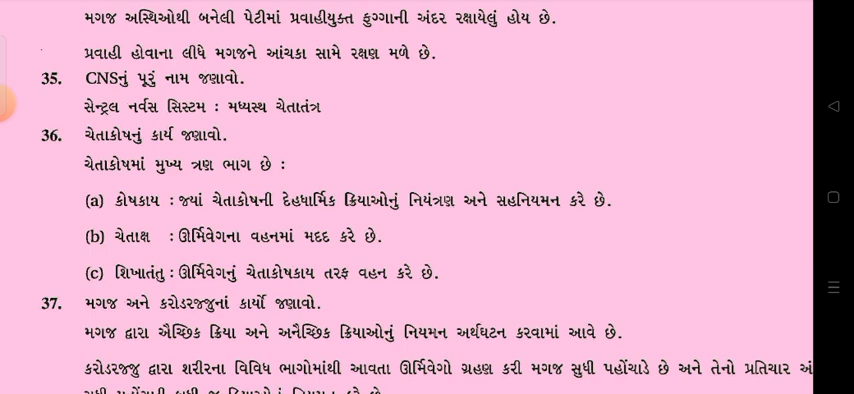 મગજ અસ્થિઓથી બનેલી પેટીમાં પ્રવાહીયુક્ત ફુગ્ગાની અંદર રક્ષાયેલું હોય છે.
પ્રવાહી હોવાના લીધે મગજને આંચકા સામે રક્ષણ મળે છે.
35. CNSનું પૂરું નામ જણાવો.
સેન્ટ્રલ નર્વસ સિસ્ટમ : મધ્યસ્થ ચેતાતંત્ર
36. ચેતાકોષનું કાર્ય જણાવો.
ચેતાકોષમાં મુખ્ય ત્રણ ભાગ છે :
(a) કોષકાય : જ્યાં ચેતાકોષની દેહધાર્મિક ક્રિયાઓનું નિયંત્રણ અને સહનિયમન કરે છે.
(b) ચેતાક્ષ : ઊર્મિવેગના વહનમાં મદદ કરે છે.
(c) શિખાતંતુ : ઊર્મિવેગનું ચેતાકોષકાય તરફ વહન કરે છે.
37. મગજ અને કરોડરજજુનાં કાર્યો જણાવો.
મગજ દ્વારા ઐચ્છિક ક્રિયા અને અનૈચ્છિક ક્રિયાઓનું નિયમન અર્થઘટન કરવામાં આવે છે.
કરોડરજ્જુ દ્વારા શરીરના વિવિધ ભાગોમાંથી આવતા ઊર્મિવેગો ગ્રહણ કરી મગજ સુધી પહોંચાડે છે અને તેનો પ્રતિચાર અં